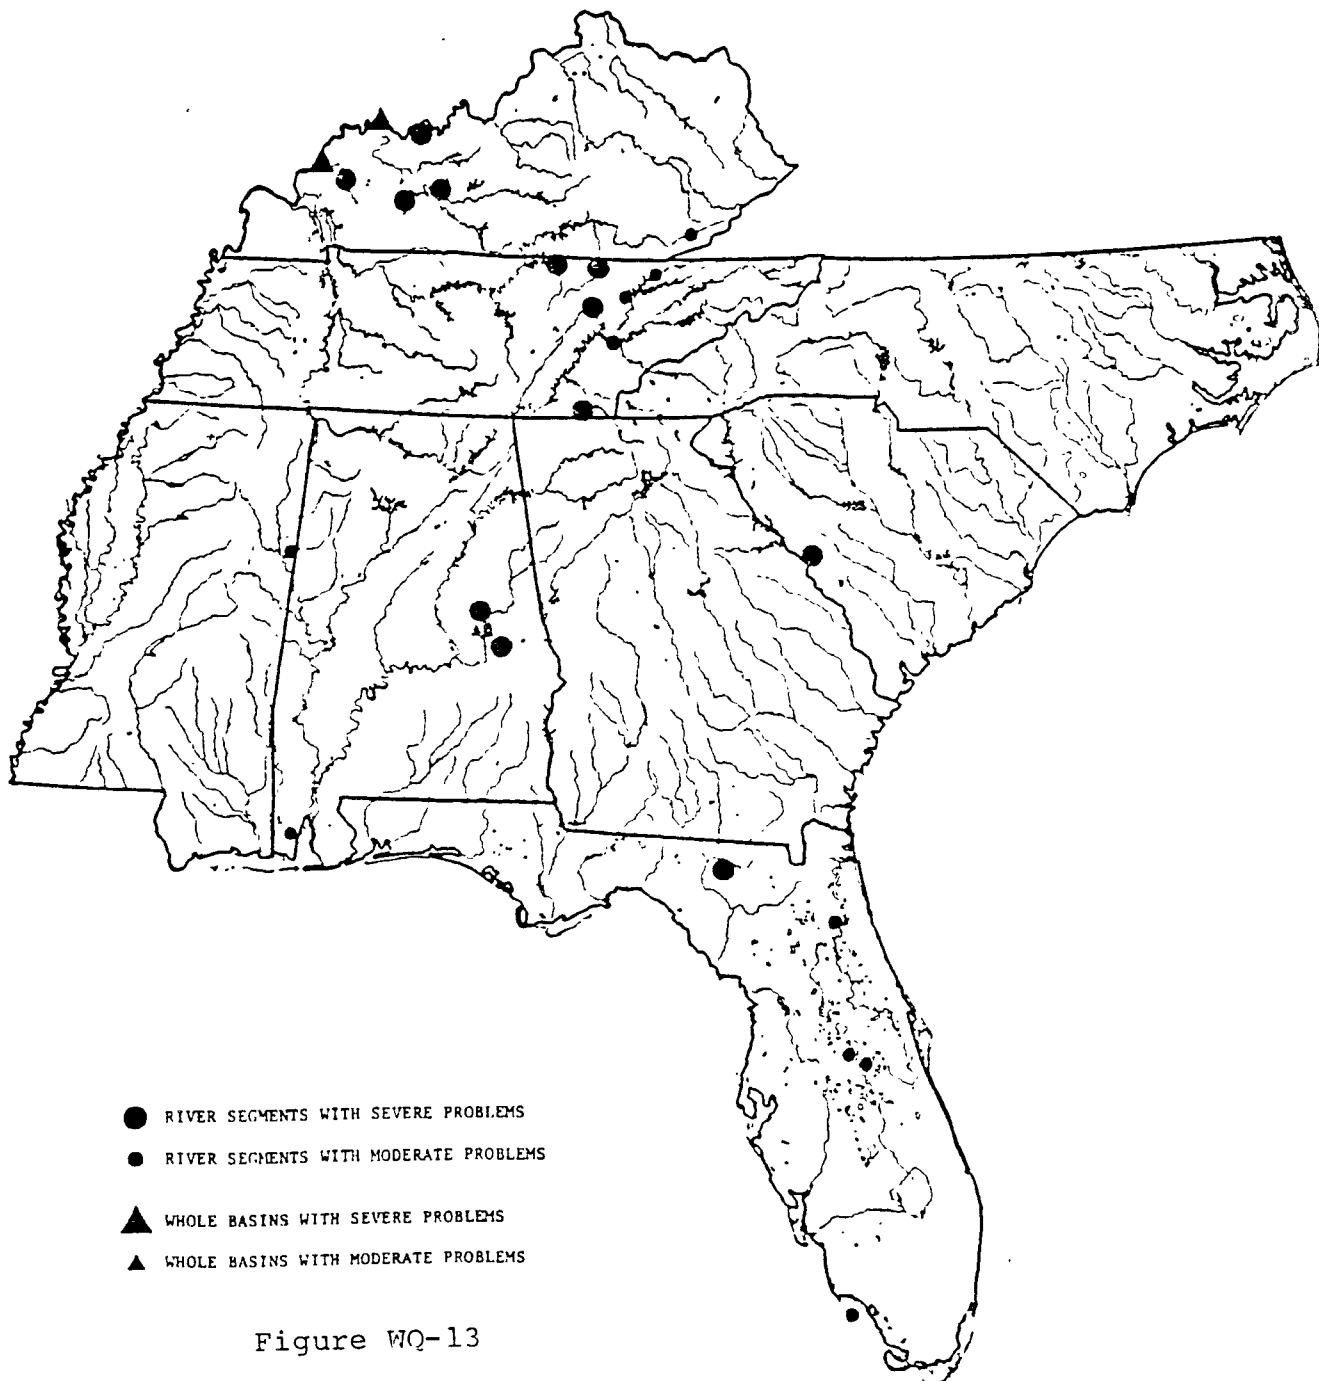 RIVER SEGMENTS WITH SEVERE PROBLEMS
RIVER SEGMENTS WITH MODERATE PROBLEMS
WHOLE BASINS WITH SEVERE PROBLEMS
WHOLE BASINS WITH MODERATE PROBLEMS
Figure WQ-13